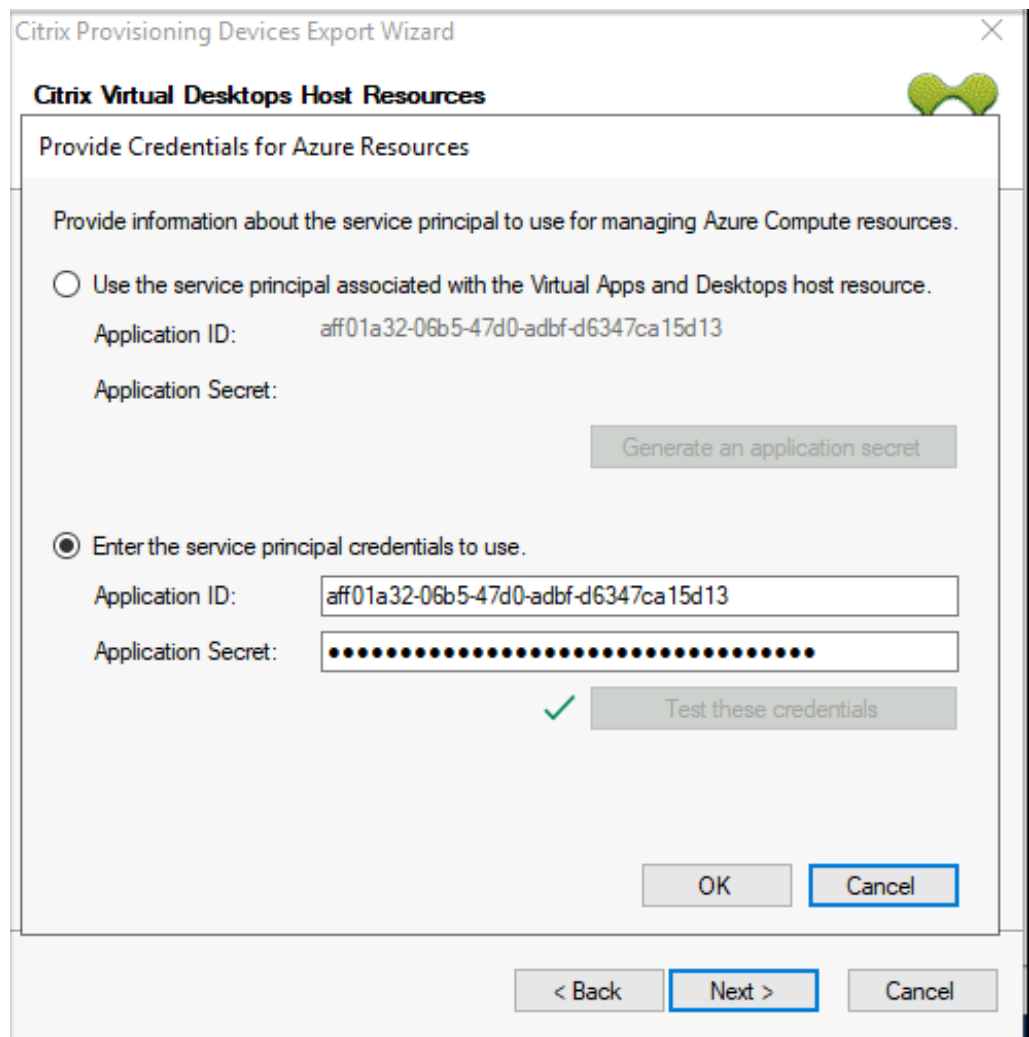 Citrix Provisioning Devices Export Wizard
Citrix Virtual Desktops Host Resources
Provide Credentials for Azure Resources
Provide information about the service principal to use for managing Azure Compute resources.
Use the service principal associated with the Virtual Apps and Desktops host resource.
Application ID: aff01a32-06b5-47d0-adbf-d6347ca15d13
Application Secret:
Generate an application secret
Enter the service principal credentials to use.
Application ID: aff01a32-06b5-47d0-adbf-d6347ca15d13
Application Secret: ●●●●●●●●●●●●●●●●●●●●●●●●●●●●●●●●●●
Test these credentials
OK Cancel
< Back Next > Cancel